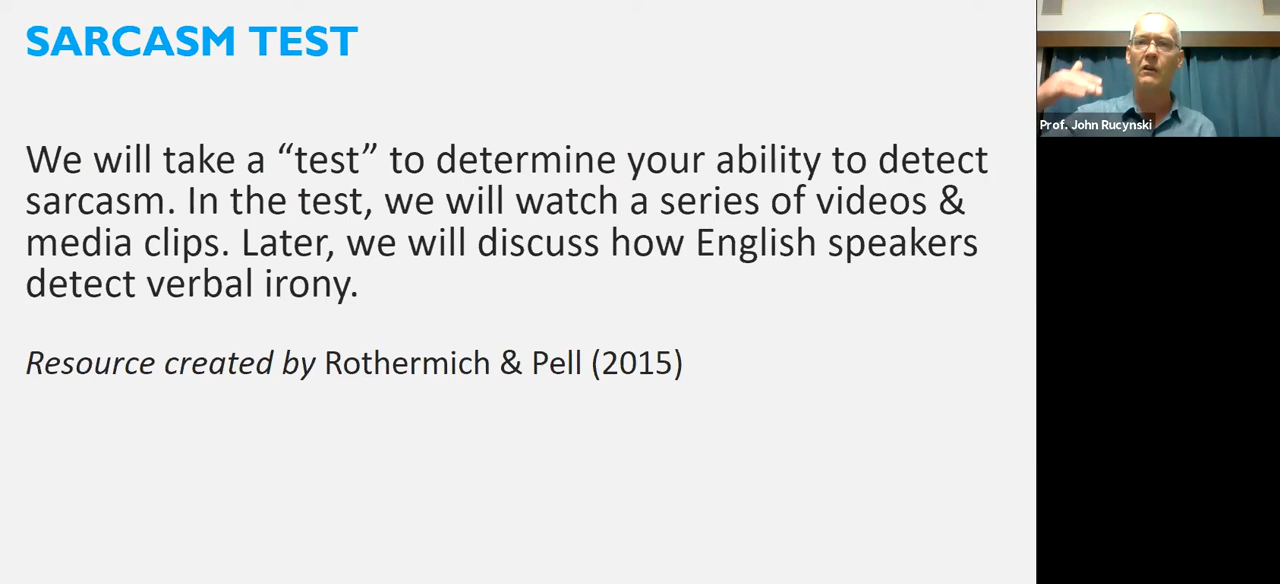 SARCASM TEST
We will take a “test” to determine your ability to detect
sarcasm. In the test, we will watch a series of videos &
media clips. Later, we will discuss how English speakers
detect verbal irony.
Resource created by Rothermich & Pell (2015)
Prof. John Rucynski